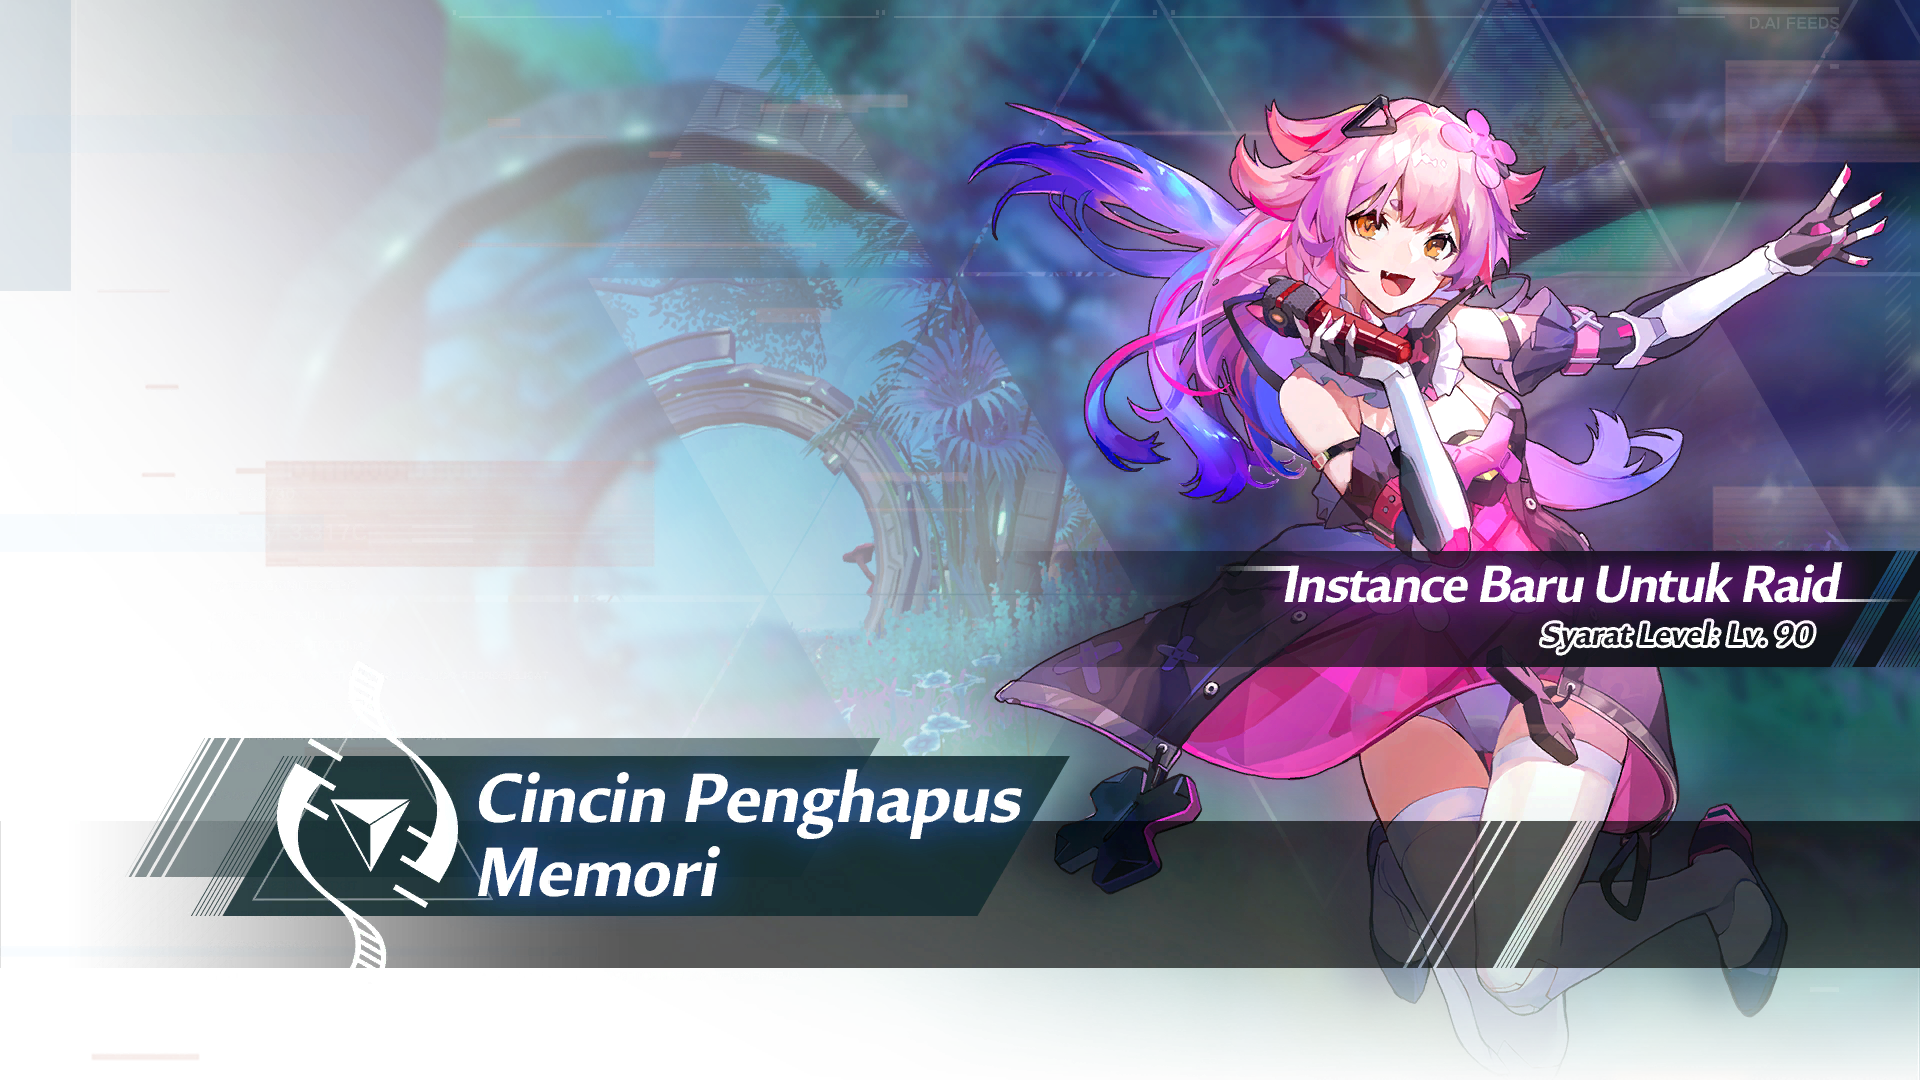 D.AI FEEDS
Instance Baru Untuk Raid
Syarat Level: Lv. 90
Cincin Penghapus
Memori